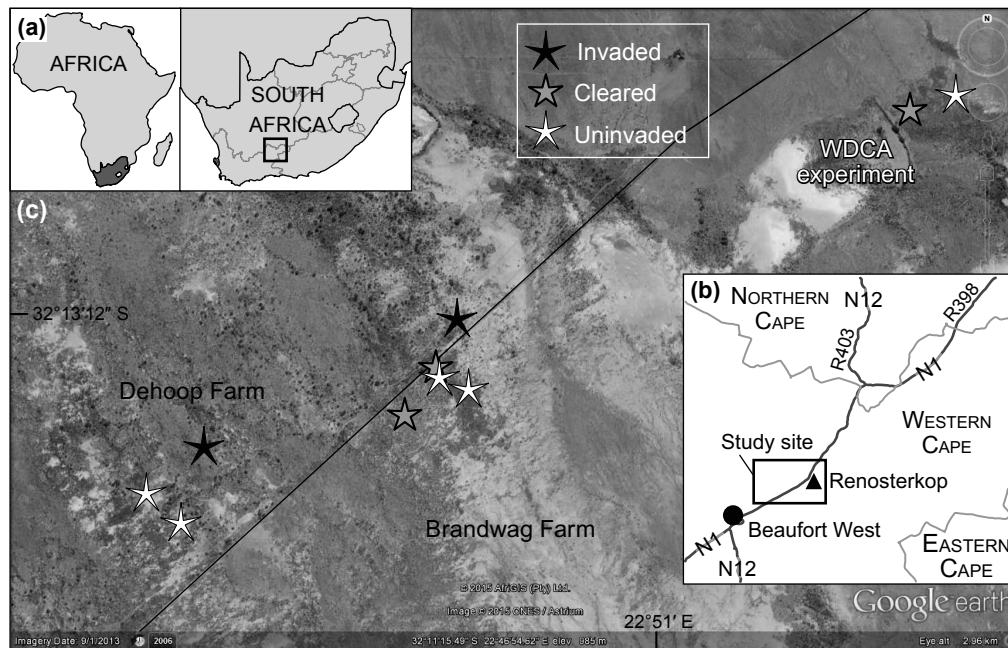 (a)
AFRICA
SOUTH
AFRICA
Invaded
Cleared
Uninvaded
N
WDCA
experiment
(c)
32°13′12″ S
Dehoop Farm
Brandwag Farm
(b)
NORTHERN
CAPE
N12
R398
R403
N1
WESTERN
CAPE
Study site
Renosterkop
Beaufort West
N1
N12
EASTERN
CAPE
© 2015 AfriGIS (Pty) Ltd.
Image © 2015 CNES / Astrium
Google earth
22°51′ E
Imagery Date: 9/1/2013
2006
32°11'15.49" S 22°46'54.62" E elev 985 m
Eye alt 2.96 km